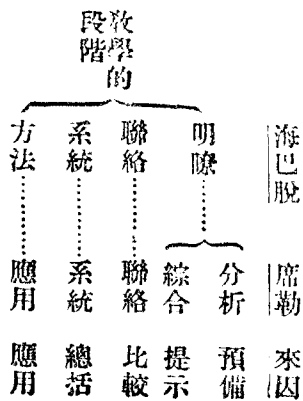 海巴脫 席勒 來因
教學的段階
明瞭……分析 預備
綜合 提示
聯絡……聯絡 比較
系統……系統 總括
方法……應用 應用